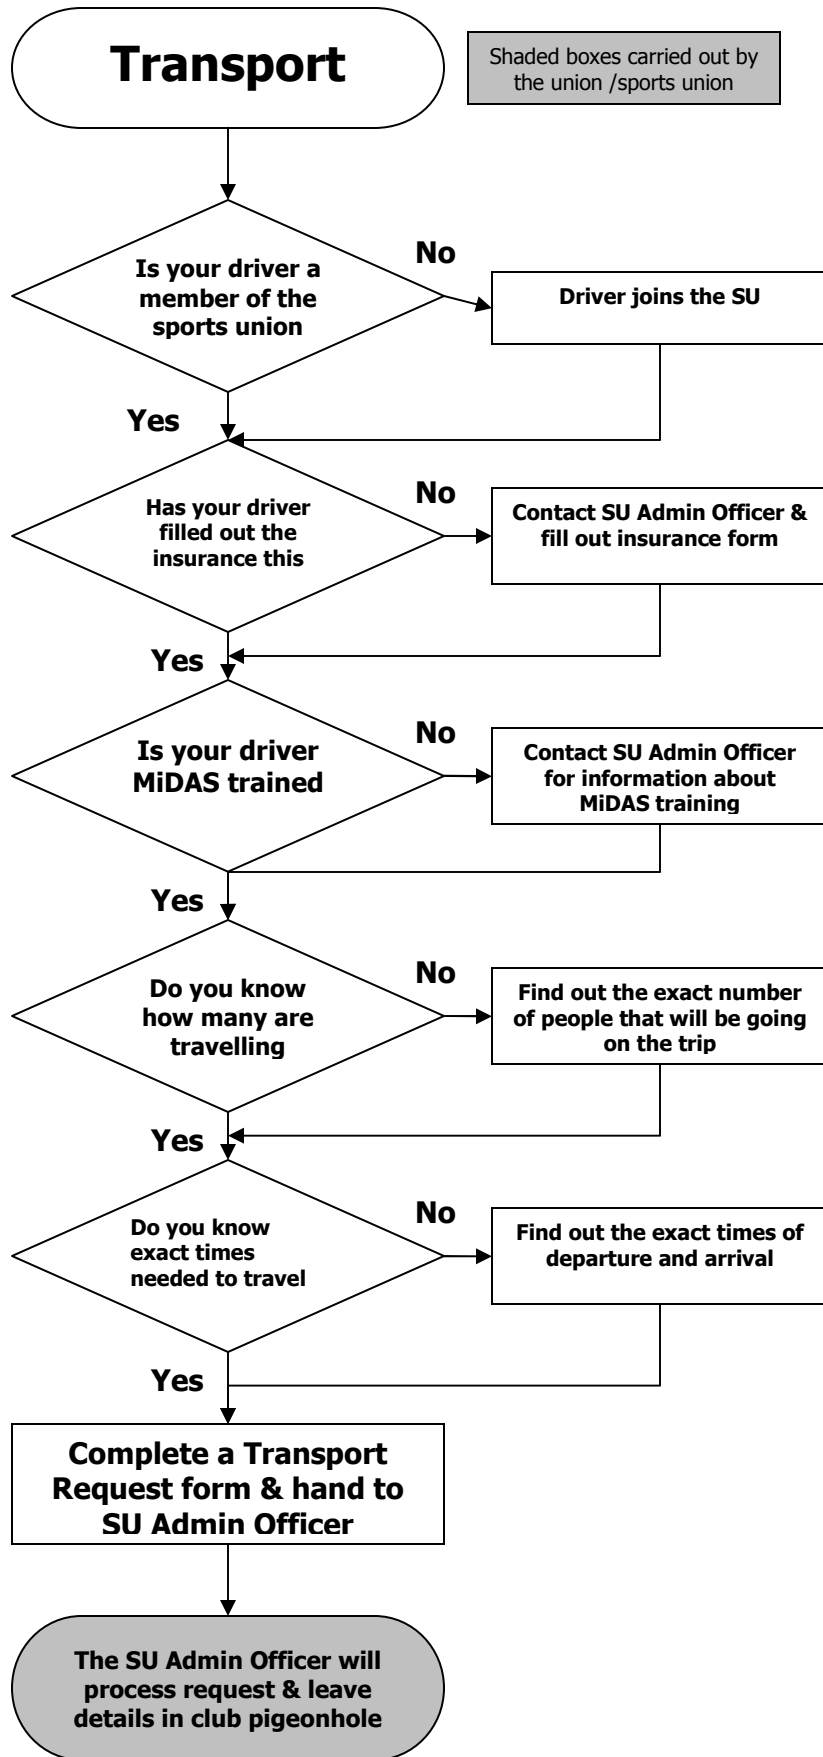 Transport
Shaded boxes carried out by
the union /sports union
Is your driver a
member of the
sports union
No
Driver joins the SU
Yes
Has your driver
filled out the
insurance this
No
Contact SU Admin Officer &
fill out insurance form
Yes
Is your driver
MiDAS trained
No
Contact SU Admin Officer
for information about
MiDAS training
Yes
Do you know
how many are
travelling
No
Find out the exact number
of people that will be going
on the trip
Yes
Do you know
exact times
needed to travel
No
Find out the exact times of
departure and arrival
Yes
Complete a Transport
Request form & hand to
SU Admin Officer
The SU Admin Officer will
process request & leave
details in club pigeonhole